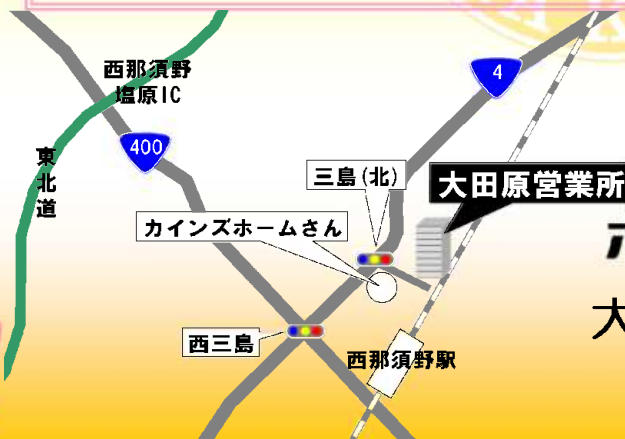 西那須野
塩原IC
4
400
東北道
三島(北)
大田原営業所
カインズホームさん
大
西三島
西那須野駅